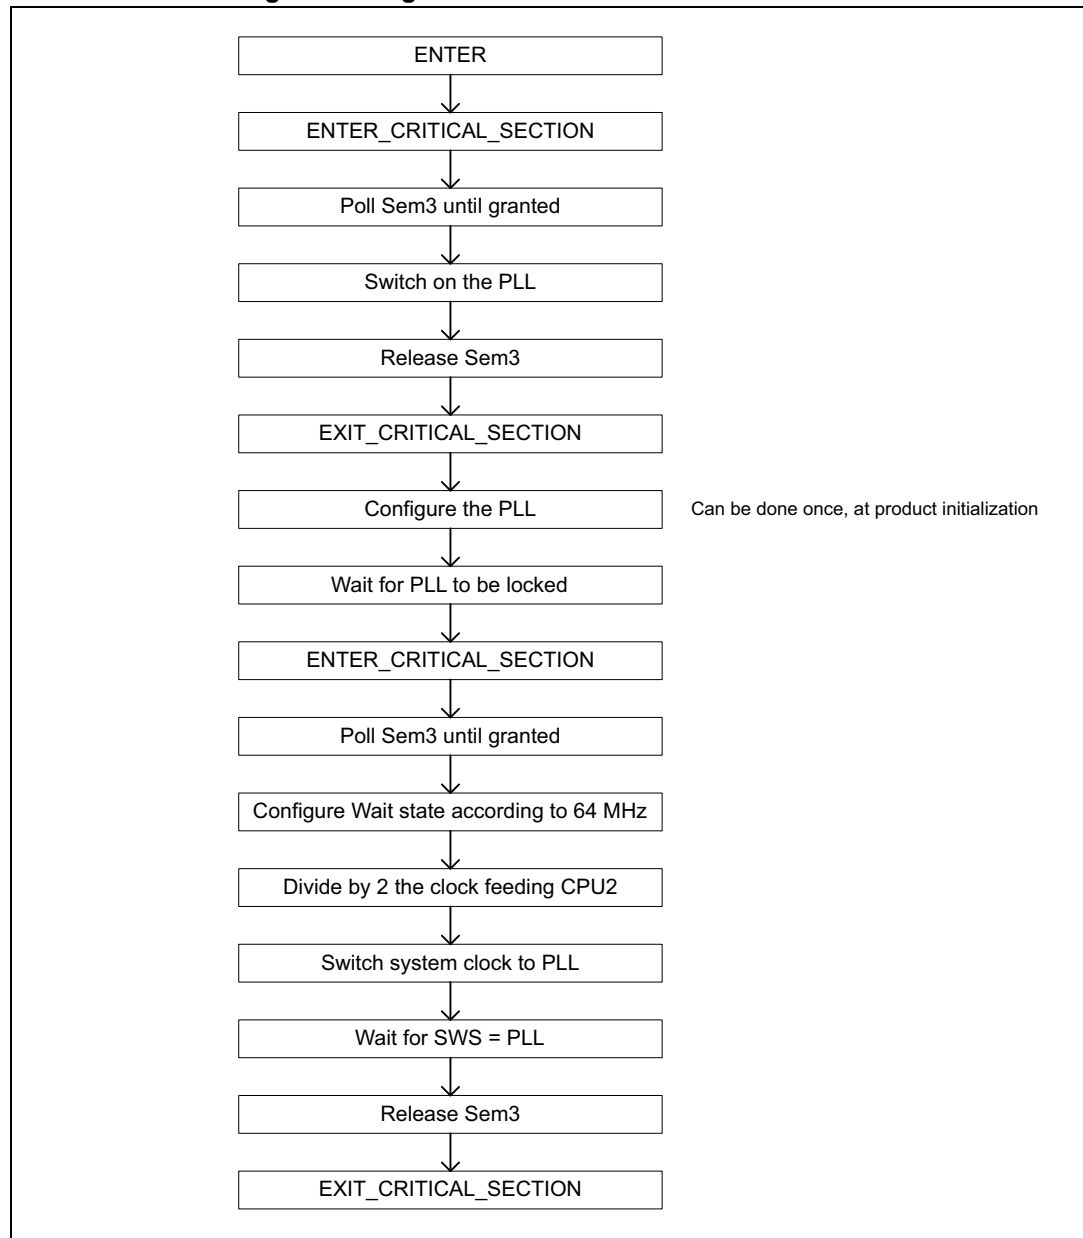 ENTER
ENTER_CRITICAL_SECTION
Poll Sem3 until granted
Switch on the PLL
Release Sem3
EXIT_CRITICAL_SECTION
Configure the PLL
Can be done once, at product initialization
Wait for PLL to be locked
ENTER_CRITICAL_SECTION
Poll Sem3 until granted
Configure Wait state according to 64 MHz
Divide by 2 the clock feeding CPU2
Switch system clock to PLL
Wait for SWS = PLL
Release Sem3
EXIT_CRITICAL_SECTION